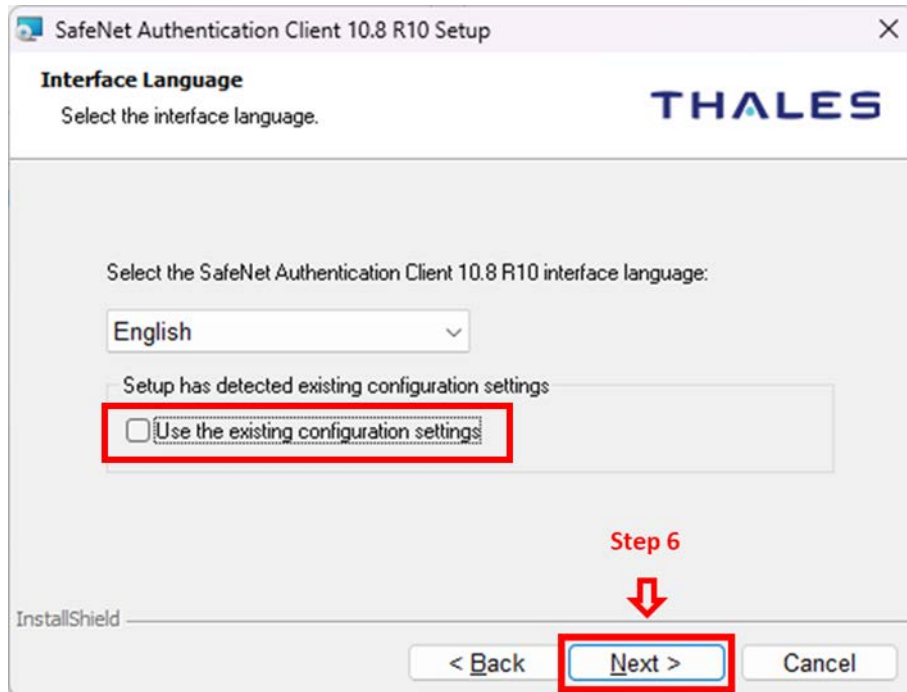 SafeNet Authentication Client 10.8 R10 Setup
Interface Language
Select the interface language.
THALES
Select the SafeNet Authentication Client 10.8 R10 interface language:
English
Setup has detected existing configuration settings
Use the existing configuration settings
Step 6
InstallShield
< Back
Next >
Cancel